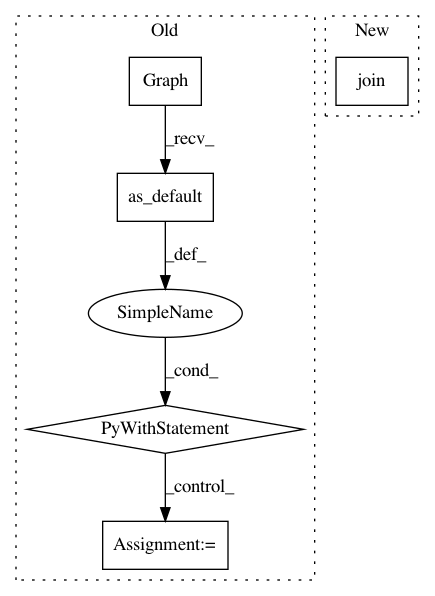 Old
New
Graph
join
_recv_
as_default
_def_
SimpleName
_cond_
PyWithStatement
_control_
Assignment:=